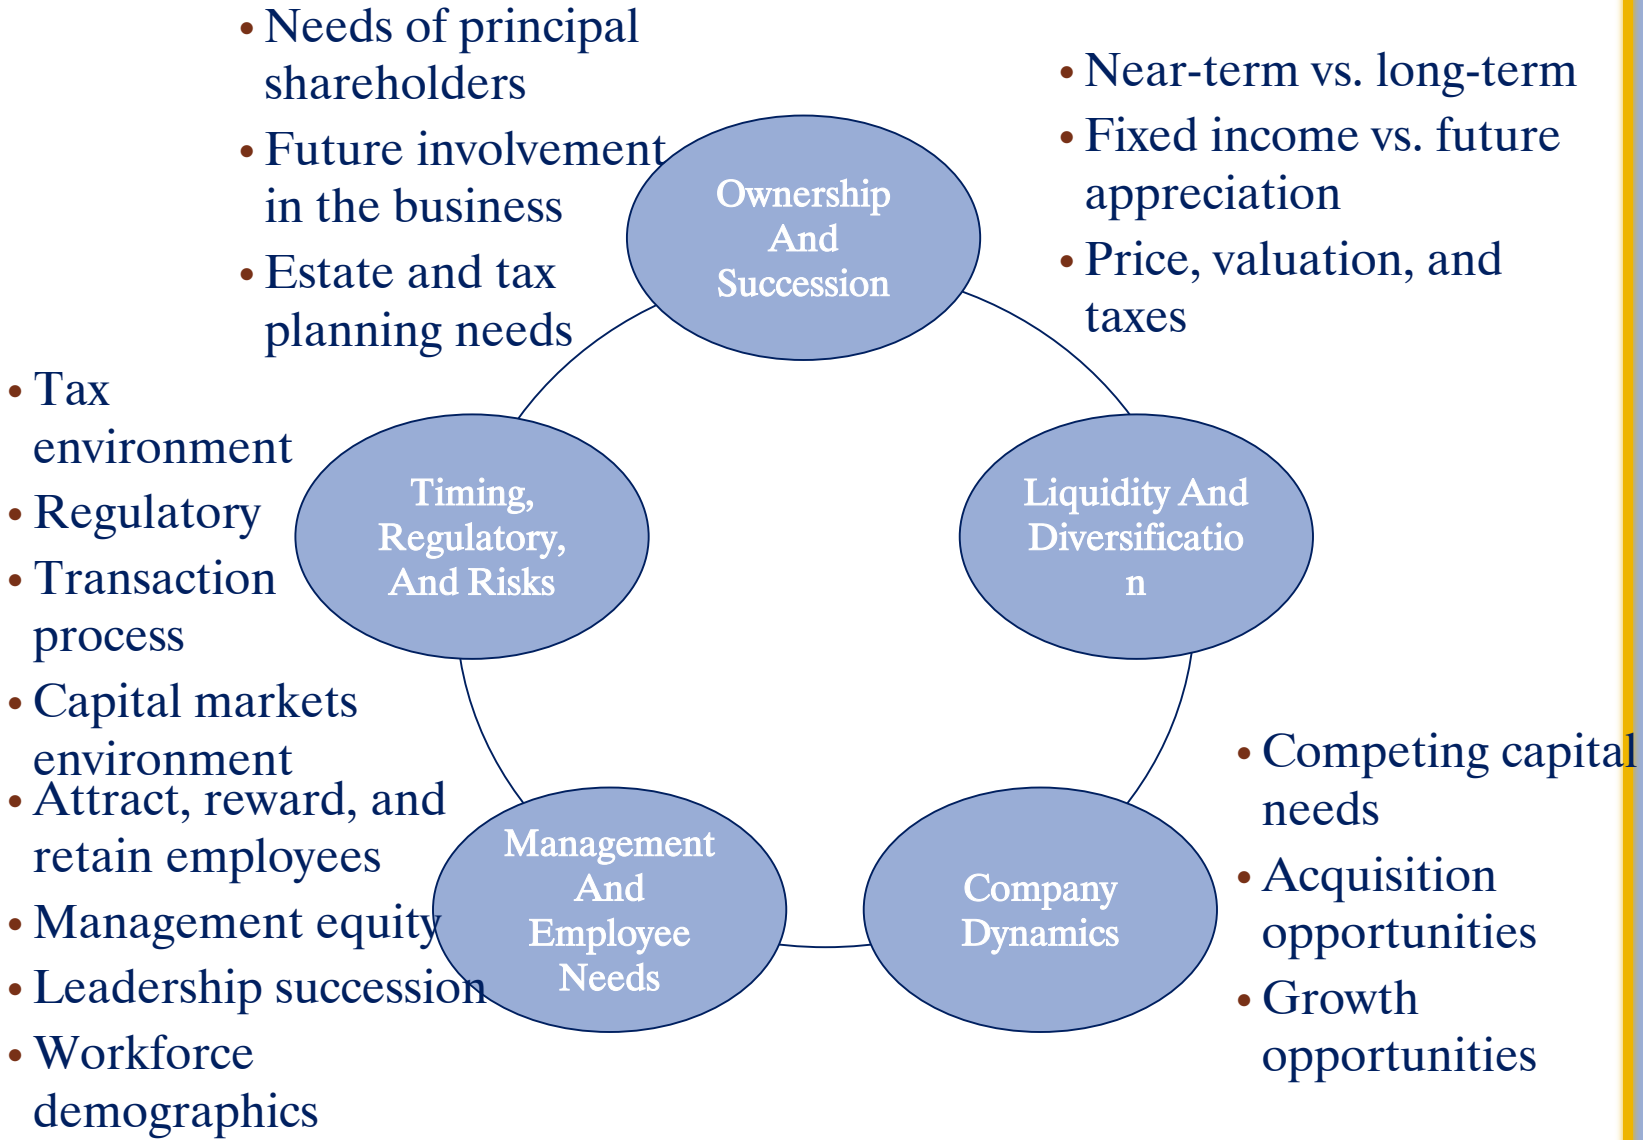 • Needs of principal
shareholders
• Future involvement
in the business
• Estate and tax
planning needs
• Near-term vs. long-term
• Fixed income vs. future
appreciation
• Price, valuation, and
taxes
Ownership
And
Succession
• Tax
environment
• Regulatory
• Transaction
process
• Capital markets
environment
Timing,
Regulatory,
And Risks
Liquidity And
Diversificatio
n
• Attract, reward, and
retain employees
• Management equity
• Leadership succession
• Workforce
demographics
Management
And
Employee
Needs
Company
Dynamics
• Competing capital
needs
• Acquisition
opportunities
• Growth
opportunities